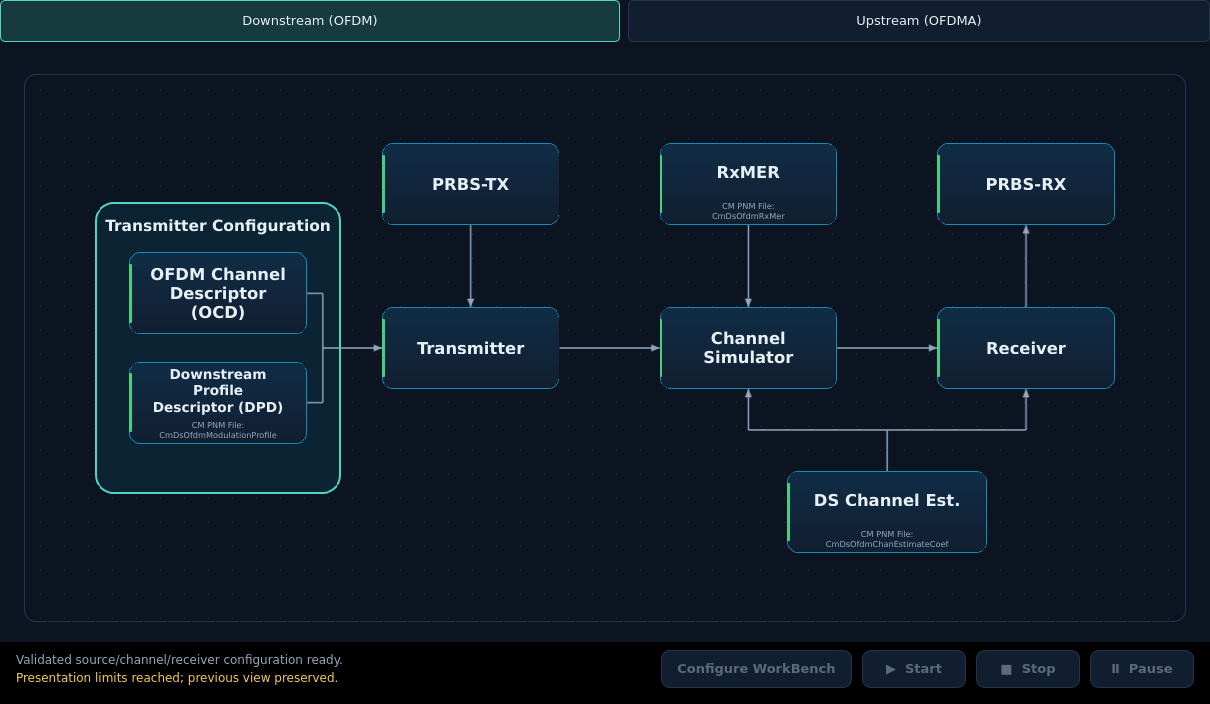 Downstream (OFDM)
Upstream (OFDMA)
PRBS-TX
RxMER
CM PNM File:
CmDsOfdmRxMer
PRBS-RX
Transmitter Configuration
OFDM Channel
Descriptor
(OCD)
Downstream
Profile
Descriptor (DPD)
CM PNM File:
CmDsOfdmModulationProfile
Transmitter
Channel
Simulator
Receiver
DS Channel Est.
CM PNM File:
CmDsOfdmChanEstimateCoef
Validated source/channel/receiver configuration ready.
Presentation limits reached; previous view preserved.
Configure WorkBench
Start
Stop
Pause